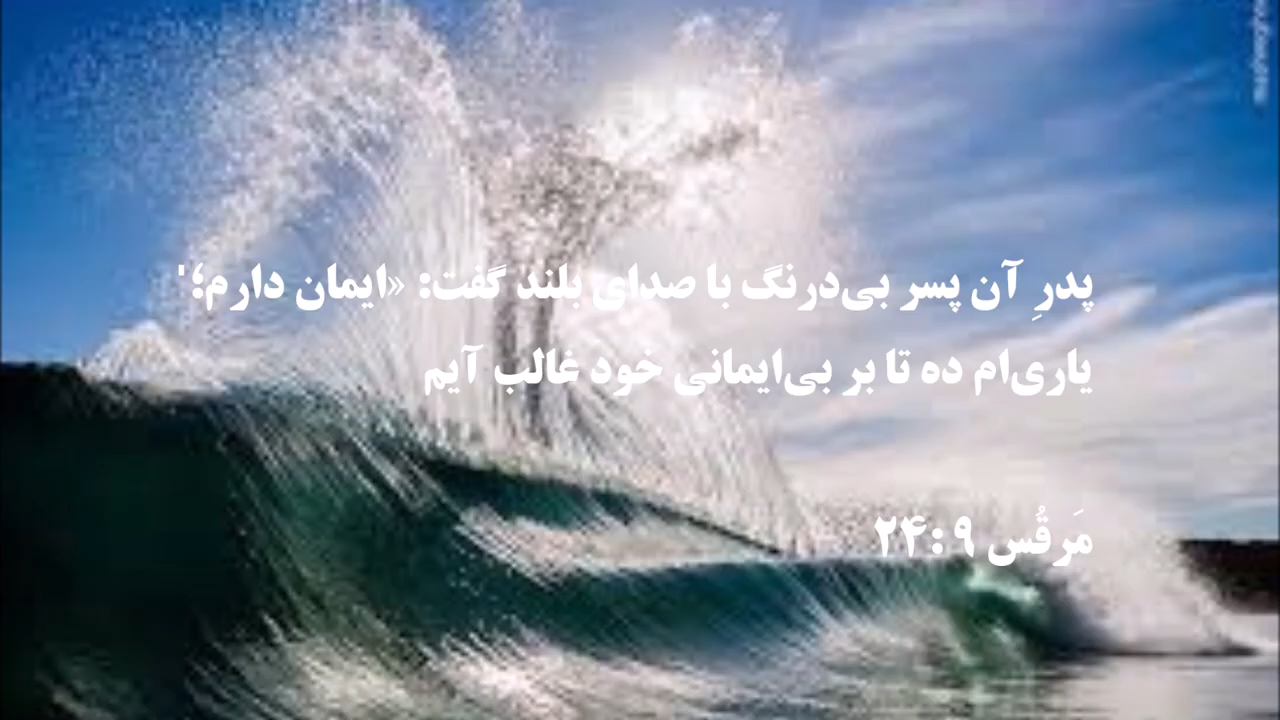 پدرِ آن پسر بی‌درنگ با صدای بلند گفت: «ایمان دارم؛'
یاری‌ام ده تا بر بی‌ایمانی خود غالب آیم
مَرقُس ۲۴:۹